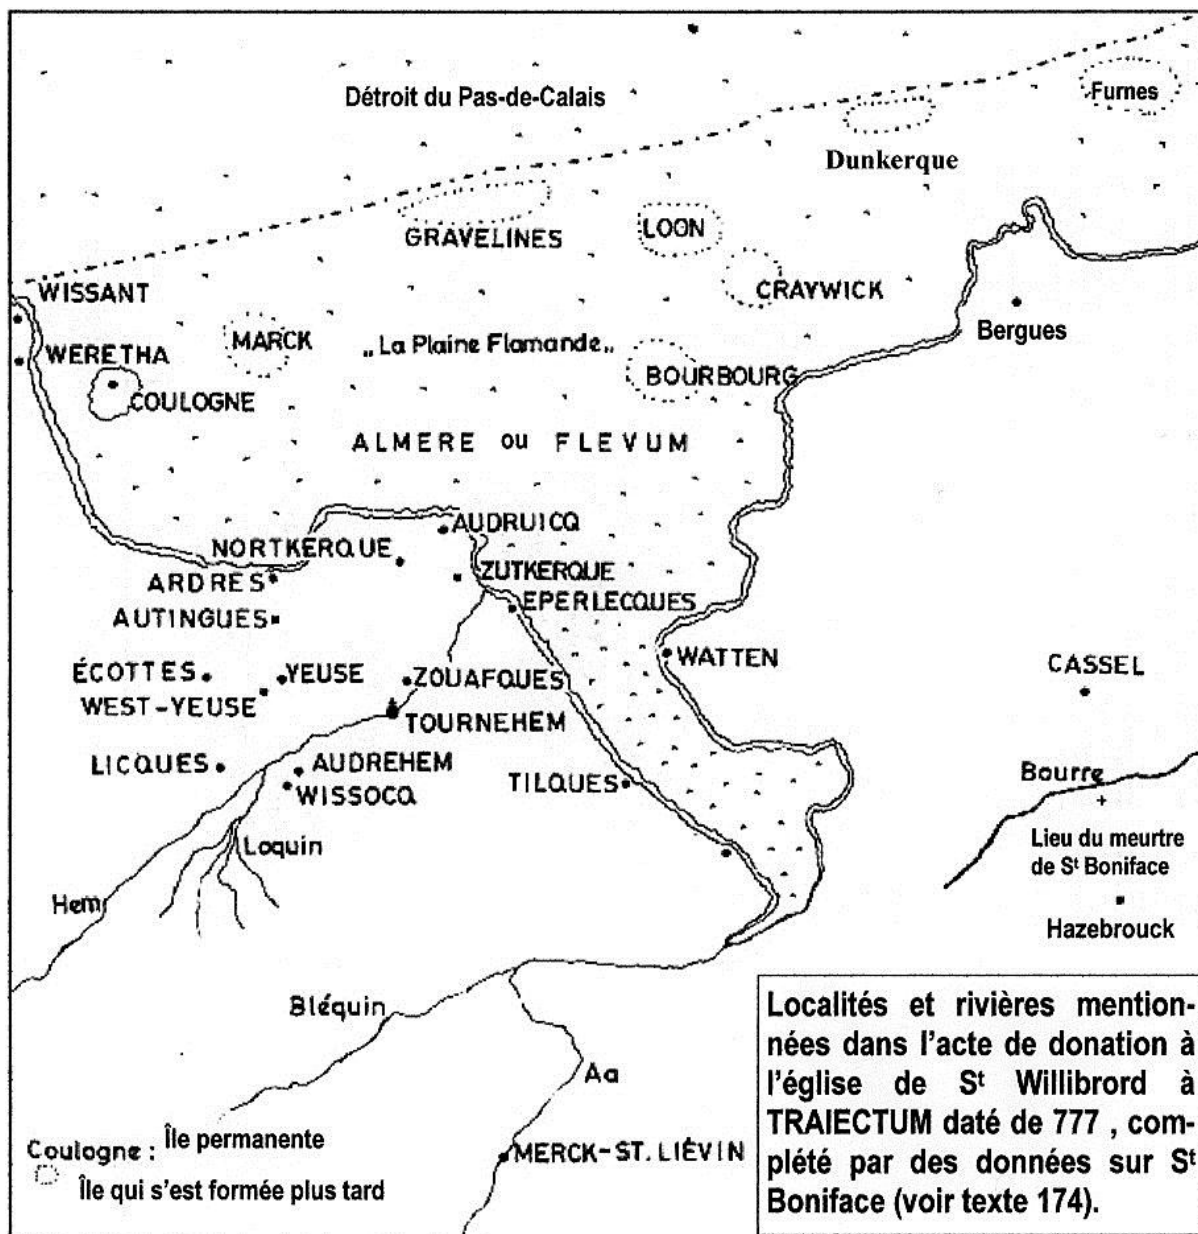 Détroit du Pas-de-Calais
Furnes
Dunkerque
GRAVELINES
LOON
CRAYWICK
WISSANT
MARCK
„La Plaine Flamande„
Bergues
WERETHA
COULOGNE
BOURBOURG
ALMERE ou FLEVUM
AUDRUICQ
NORTKERQUE
ZUTKERQUE
ARDRES
EPERLECQUES
AUTINGUES
WATTEN
CASSEL
ÉCOTTES
YEUSE
ZOUAFQUES
WEST-YEUSE
TOURNEHEM
LICQUES
AUDREHEM
WISSOCQ
TILQUES
Bourre
Loquin
Lieu du meurtre
de St Boniface
Hem
Hazebrouck
Bléquin
Aa
MERCK-ST. LIÉVIN
Coulogne : Île permanente
Île qui s'est formée plus tard
Localités et rivières mention-
nées dans l'acte de donation à
l'église de St Willibrord à
TRAIECTUM daté de 777 , com-
plété par des données sur St
Boniface (voir texte 174).